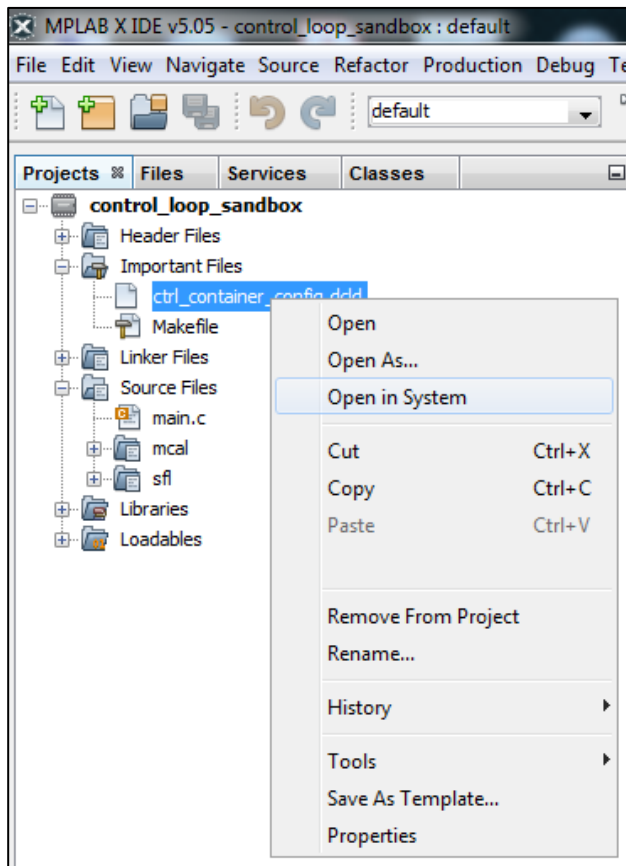 MPLAB X IDE v5.05 - control_loop_sandbox : default
File Edit View Navigate Source Refactor Production Debug
default
Projects Files Services Classes
control_loop_sandbox
Header Files
Important Files
ctrl_container_config.dcld
Makefile
Linker Files
Source Files
main.c
mcal
sfl
Libraries
Loadables
Open
Open As...
Open in System
Cut Ctrl+X
Copy Ctrl+C
Paste Ctrl+V
Remove From Project
Rename...
History
Tools
Save As Template...
Properties